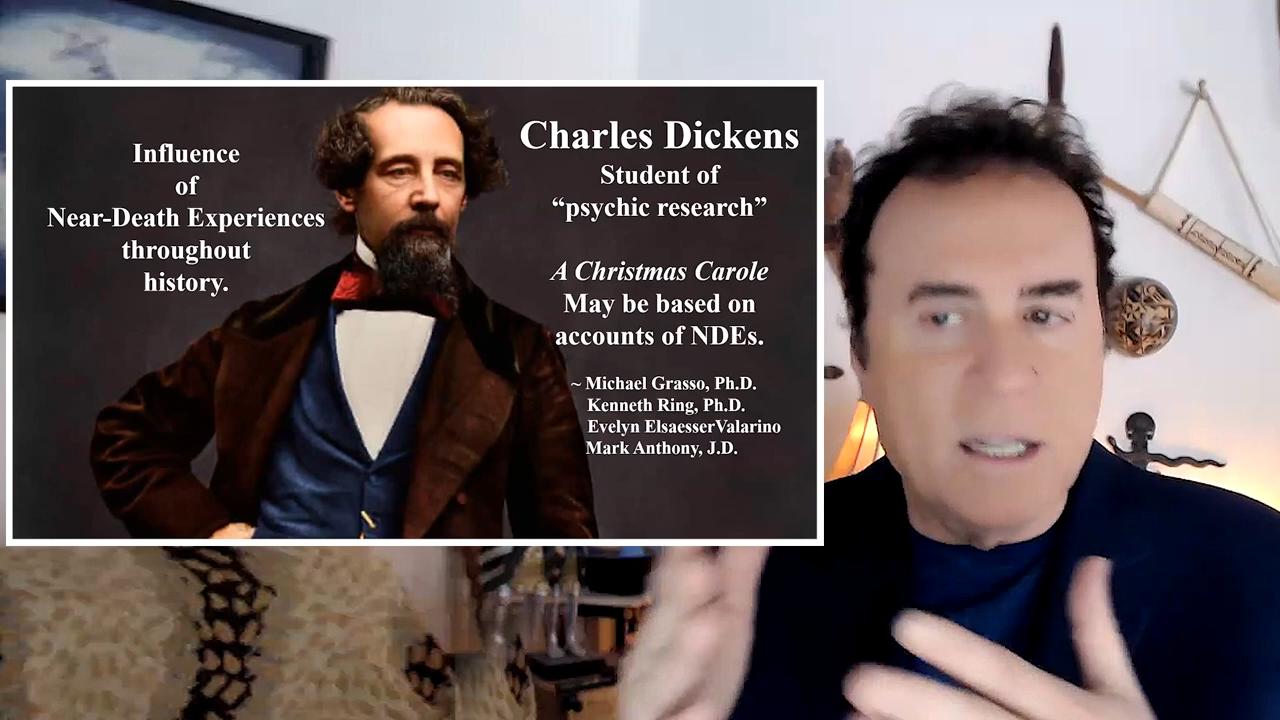 Influence
of
Near-Death Experiences
throughout
history.
Charles Dickens
Student of
“psychic research”
A Christmas Carole
May be based on
accounts of NDEs.
~ Michael Grasso, Ph.D.
Kenneth Ring, Ph.D.
Evelyn ElsaesserValarino
Mark Anthony, J.D.